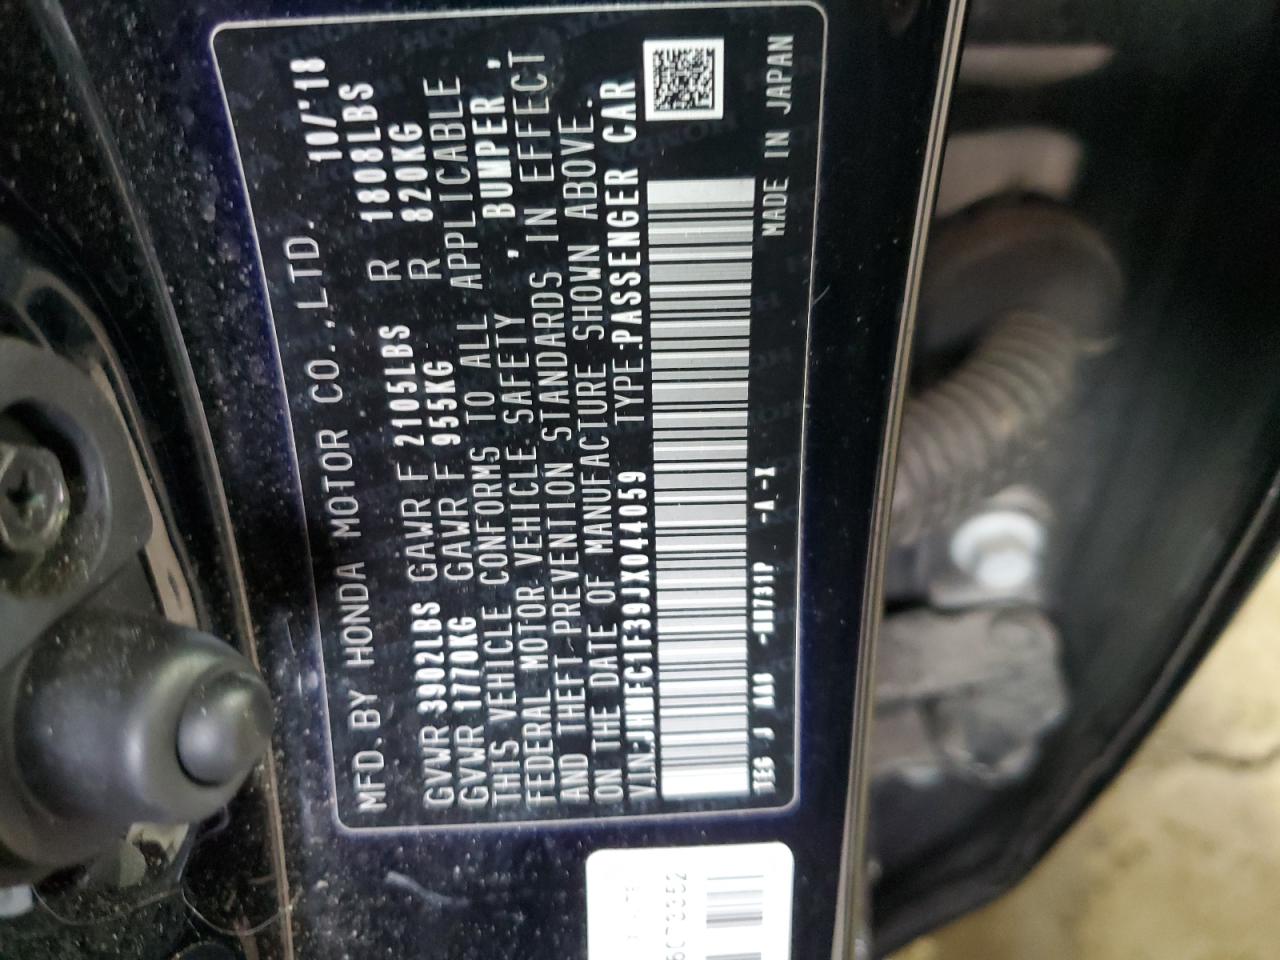 MFD. BY HONDA MOTOR CO.,LTD. 10/'18
GVWR 3902LBS GAWR F 2105LBS R 1808LBS
GVWR 1770KG GAWR F 955KG R 820KG
THIS VEHICLE CONFORMS TO ALL APPLICABLE
FEDERAL MOTOR VEHICLE SAFETY , BUMPER ,
AND THEFT PREVENTION STANDARDS IN EFFECT
ON THE DATE OF MANUFACTURE SHOWN ABOVE.
V.I.N:JHMFC1F39JX044059 TYPE:PASSENGER CAR
-A -X
MADE IN JAPAN